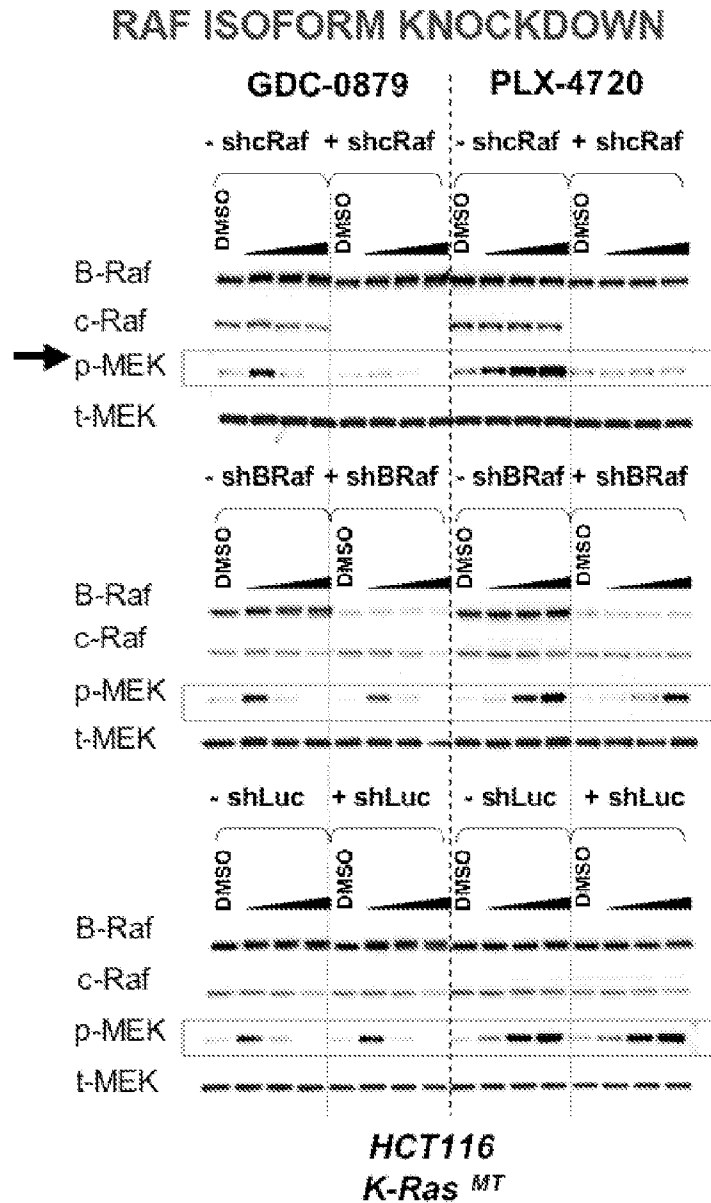 RAF ISOFORM KNOCKDOWN
GDC-0879 PLX-4720
- shcRaf + shcRaf - shcRaf + shcRaf
DMSO DMSO DMSO DMSO
B-Raf
c-Raf
p-MEK
t-MEK
- shBRaf + shBRaf - shBRaf + shBRaf
DMSO DMSO DMSO DMSO
B-Raf
c-Raf
p-MEK
t-MEK
- shLuc + shLuc - shLuc + shLuc
DMSO DMSO DMSO DMSO
B-Raf
c-Raf
p-MEK
t-MEK
HCT116
K-Ras MT